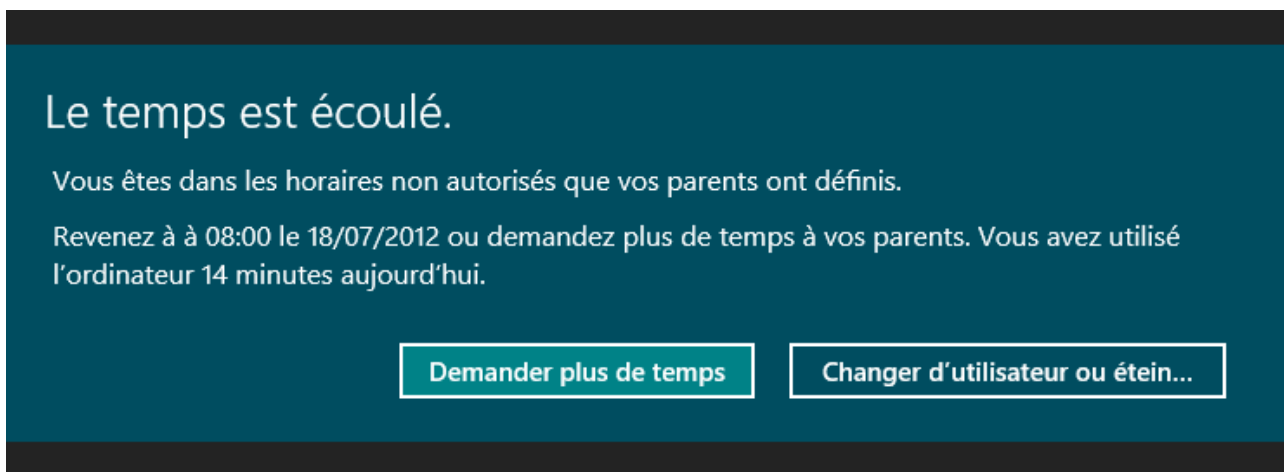 Le temps est écoulé.
Vous êtes dans les horaires non autorisés que vos parents ont définis.
Revenez à à 08:00 le 18/07/2012 ou demandez plus de temps à vos parents. Vous avez utilisé
l'ordinateur 14 minutes aujourd'hui.
Demander plus de temps
Changer d'utilisateur ou étein...